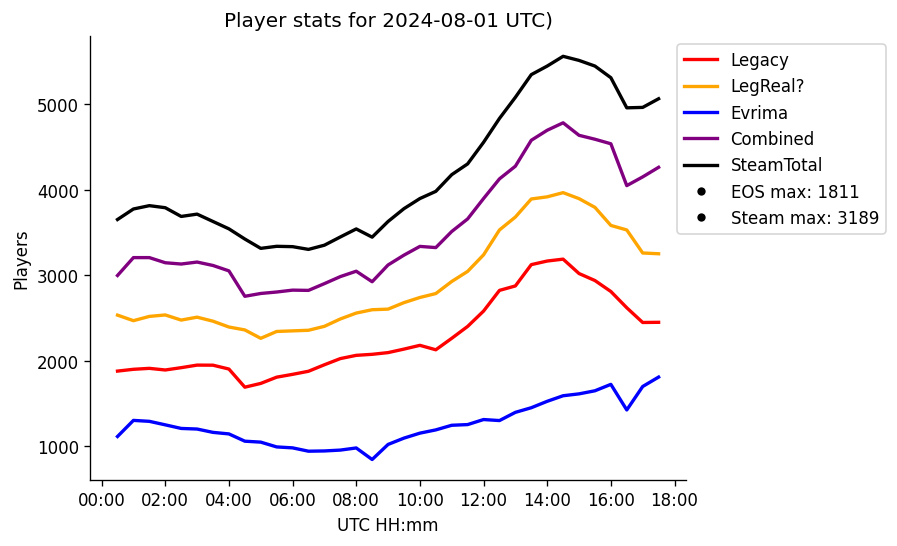 Player stats for 2024-08-01 UTC)
Players
5000
4000
3000
2000
1000
00:00 02:00 04:00 06:00 08:00 10:00 12:00 14:00 16:00 18:00
UTC HH:mm
Legacy
LegReal?
Evrima
Combined
SteamTotal
EOS max: 1811
Steam max: 3189